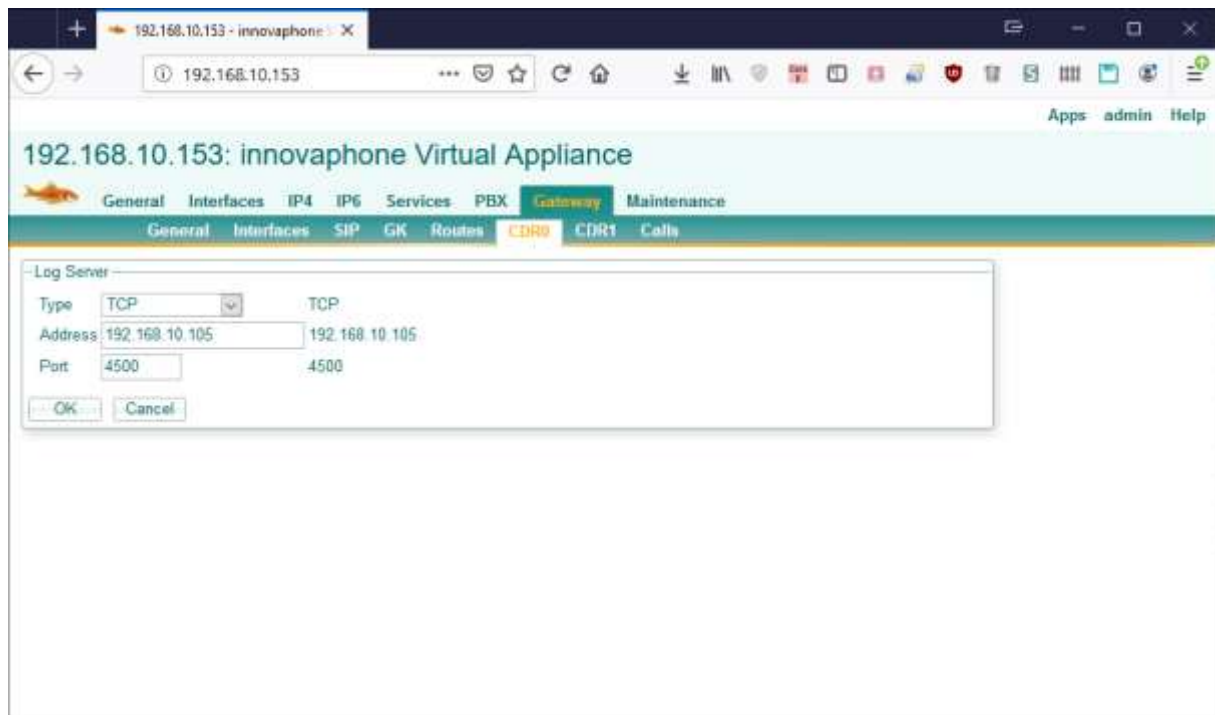 192.168.10.153 - innovaphone
192.168.10.153
Apps admin Help
192.168.10.153: innovaphone Virtual Appliance
General Interfaces IP4 IP6 Services PBX Gateway Maintenance
General Interfaces SIP GK Routes CDR0 CDR1 Calls
Log Server
Type TCP TCP
Address 192.168.10.105 192.168.10.105
Port 4500 4500
OK Cancel